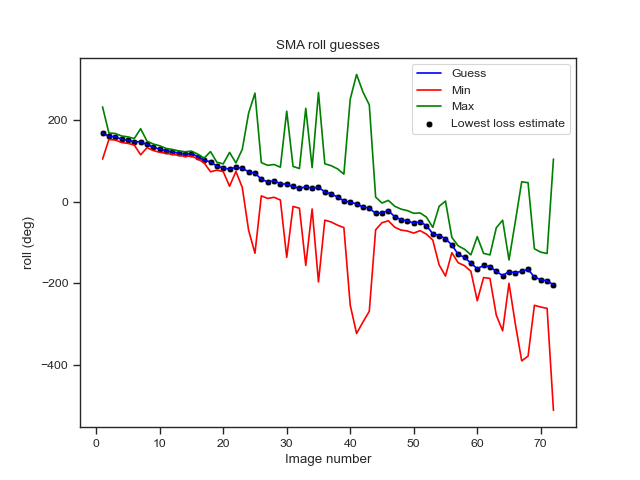 SMA roll guesses
Guess
Min
Max
Lowest loss estimate
200
0
−200
−400
roll (deg)
0 10 20 30 40 50 60 70
Image number